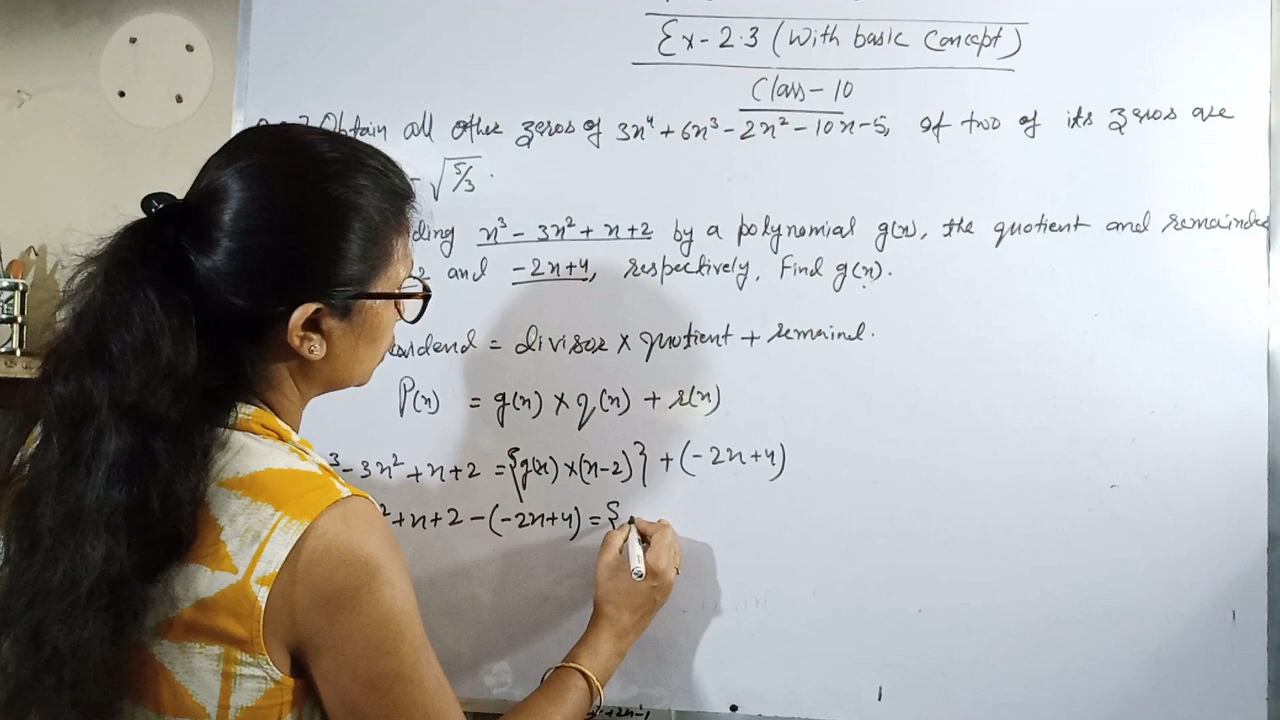 Ex-2.3 (With basic Concept)
Class-10
Obtain all other zeros of 3x⁴+6x³-2x²-10x-5, if two of its zeros are
-√5/3.
x³-3x²+x+2 by a polynomial g(x), the quotient and remainder
and -2x+4, respectively. Find g(x).
= divisor × quotient + remaind.
P(x) = g(x) × q(x) + r(x)
³-3x²+x+2 = {g(x)×(x-2)} + (-2x+4)
²+x+2-(-2x+4) = {